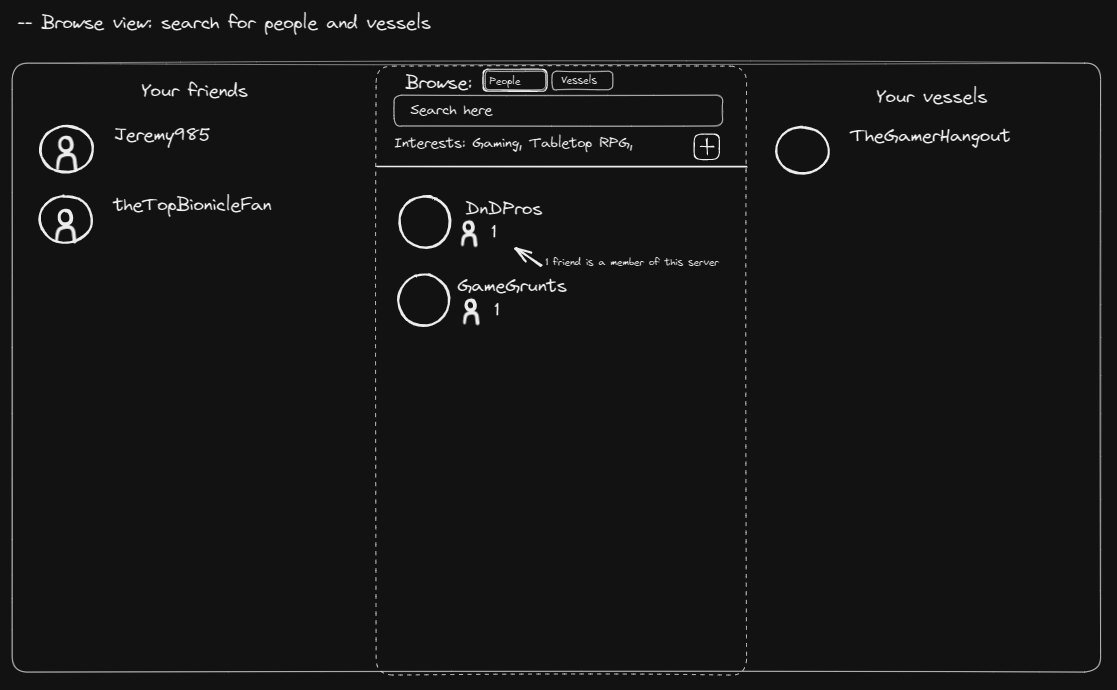 -- Browse view: search for people and vessels
Your friends
Jeremy985
theTopBionicleFan
Browse: People Vessels
Search here
Interests: Gaming, Tabletop RPG,
DnDPros
1
1 friend is a member of this server
GameGrunts
1
Your vessels
TheGamerHangout